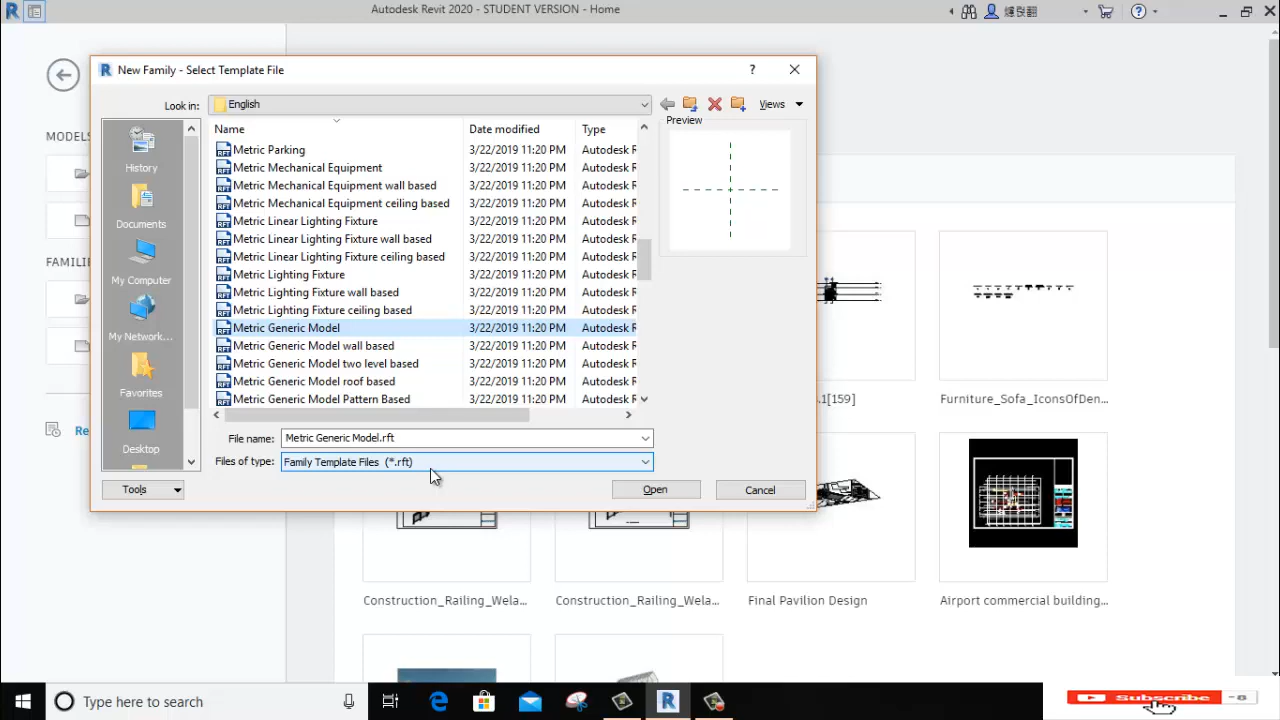 Autodesk Revit 2020 - STUDENT VERSION - Home
New Family - Select Template File
Look in:
English
Views
Name
Date modified
Type
Preview
MODELS
FAMILIE
Re
History
Documents
My Computer
My Network...
Favorites
Desktop
Metric Parking 3/22/2019 11:20 PM Autodesk R
Metric Mechanical Equipment 3/22/2019 11:20 PM Autodesk R
Metric Mechanical Equipment wall based 3/22/2019 11:20 PM Autodesk R
Metric Mechanical Equipment ceiling based 3/22/2019 11:20 PM Autodesk R
Metric Linear Lighting Fixture 3/22/2019 11:20 PM Autodesk R
Metric Linear Lighting Fixture wall based 3/22/2019 11:20 PM Autodesk R
Metric Linear Lighting Fixture ceiling based 3/22/2019 11:20 PM Autodesk R
Metric Lighting Fixture 3/22/2019 11:20 PM Autodesk R
Metric Lighting Fixture wall based 3/22/2019 11:20 PM Autodesk R
Metric Lighting Fixture ceiling based 3/22/2019 11:20 PM Autodesk R
Metric Generic Model 3/22/2019 11:20 PM Autodesk R
Metric Generic Model wall based 3/22/2019 11:20 PM Autodesk R
Metric Generic Model two level based 3/22/2019 11:20 PM Autodesk R
Metric Generic Model roof based 3/22/2019 11:20 PM Autodesk R
Metric Generic Model Pattern Based 3/22/2019 11:20 PM Autodesk R
File name: Metric Generic Model.rft
Files of type: Family Template Files (*.rft)
Tools
Open
Cancel
.1[159]
Furniture_Sofa_IconsOfDen...
Construction_Railing_Wela...
Construction_Railing_Wela...
Final Pavilion Design
Airport commercial building...
Type here to search
Subscribe